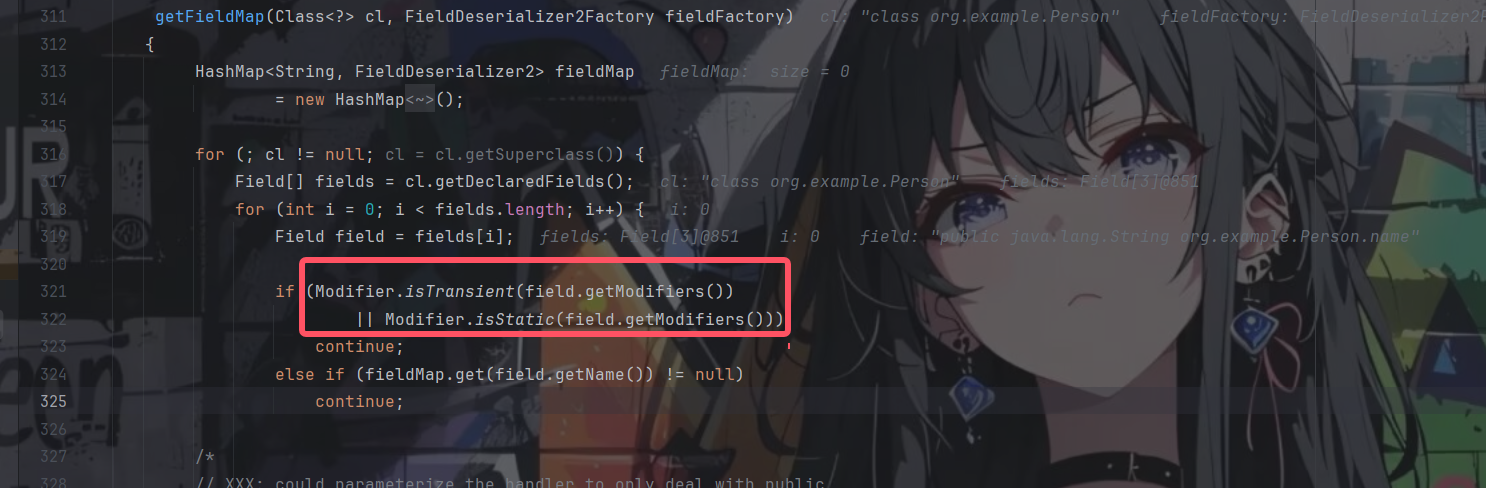 311 getFieldMap(Class<?> cl, FieldDeserializer2Factory fieldFactory) cl: "class org.example.Person" fieldFactory: FieldDeserializer2F
312 {
313 HashMap<String, FieldDeserializer2> fieldMap fieldMap: size = 0
314 = new HashMap<~>();
315
316 for (; cl != null; cl = cl.getSuperclass()) {
317 Field[] fields = cl.getDeclaredFields(); cl: "class org.example.Person" fields: Field[3]@851
318 for (int i = 0; i < fields.length; i++) { i: 0
319 Field field = fields[i]; fields: Field[3]@851 i: 0 field: "public java.lang.String org.example.Person.name"
320
321 if (Modifier.isTransient(field.getModifiers())
322 || Modifier.isStatic(field.getModifiers()))
323 continue;
324 else if (fieldMap.get(field.getName()) != null)
325 continue;
326
327 /*
328 // XXX: could parameterize the handler to only deal with public